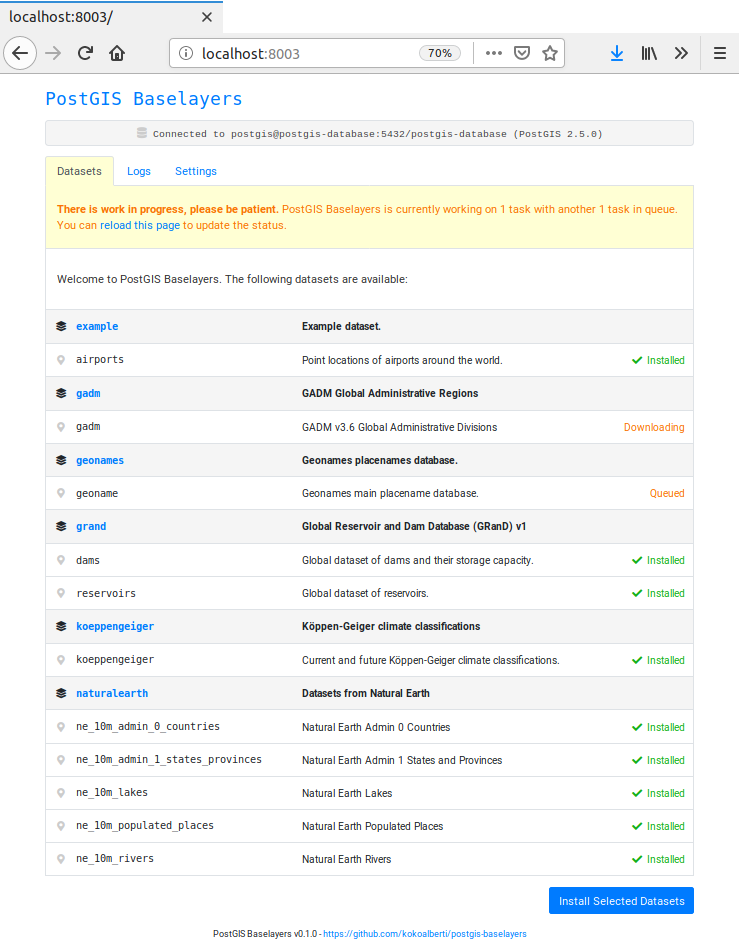 localhost:8003/
localhost:8003 70%
PostGIS Baselayers
Connected to postgis@postgis-database:5432/postgis-database (PostGIS 2.5.0)
Datasets Logs Settings
There is work in progress, please be patient. PostGIS Baselayers is currently working on 1 task with another 1 task in queue.
You can reload this page to update the status.
Welcome to PostGIS Baselayers. The following datasets are available:
example Example dataset.
airports Point locations of airports around the world. Installed
gadm GADM Global Administrative Regions
gadm GADM v3.6 Global Administrative Divisions Downloading
geonames Geonames placenames database.
geoname Geonames main placename database. Queued
grand Global Reservoir and Dam Database (GRanD) v1
dams Global dataset of dams and their storage capacity. Installed
reservoirs Global dataset of reservoirs. Installed
koeppengeiger Köppen-Geiger climate classifications
koeppengeiger Current and future Köppen-Geiger climate classifications. Installed
naturalearth Datasets from Natural Earth
ne_10m_admin_0_countries Natural Earth Admin 0 Countries Installed
ne_10m_admin_1_states_provinces Natural Earth Admin 1 States and Provinces Installed
ne_10m_lakes Natural Earth Lakes Installed
ne_10m_populated_places Natural Earth Populated Places Installed
ne_10m_rivers Natural Earth Rivers Installed
Install Selected Datasets
PostGIS Baselayers v0.1.0 - https://github.com/kokoalberti/postgis-baselayers